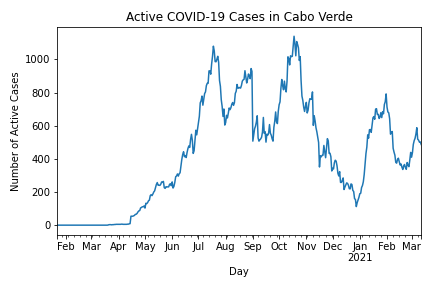 Active COVID-19 Cases in Cabo Verde
Number of Active Cases
1000
800
600
400
200
0
Feb Mar Apr May Jun Jul Aug Sep Oct Nov Dec Jan Feb Mar
2021
Day